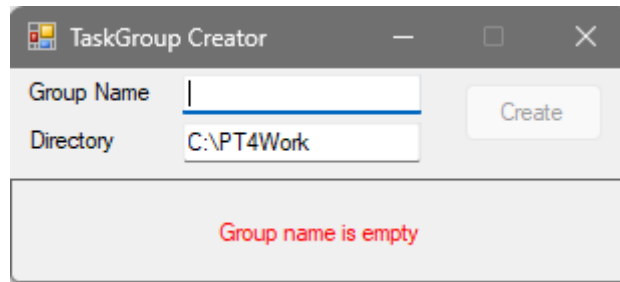 TaskGroup Creator
Group Name
Create
Directory
C:\PT4Work
Group name is empty